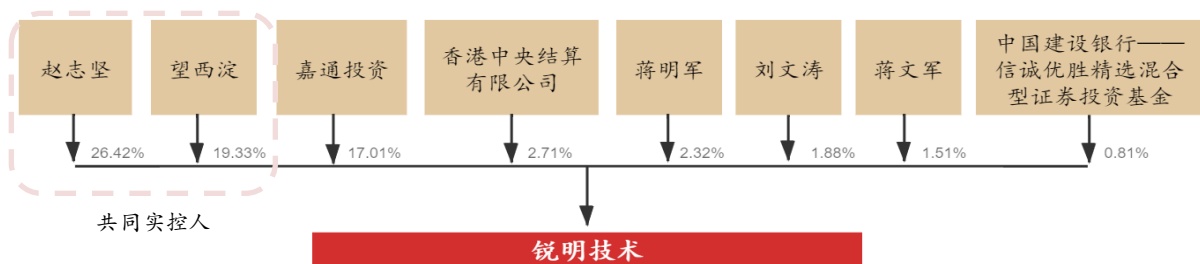 赵志坚
望西淀
嘉通投资
香港中央结算
有限公司
蒋明军
刘文涛
蒋文军
中国建设银行——
信诚优胜精选混合
型证券投资基金
26.42%
19.33%
17.01%
2.71%
2.32%
1.88%
1.51%
0.81%
共同实控人
锐明技术